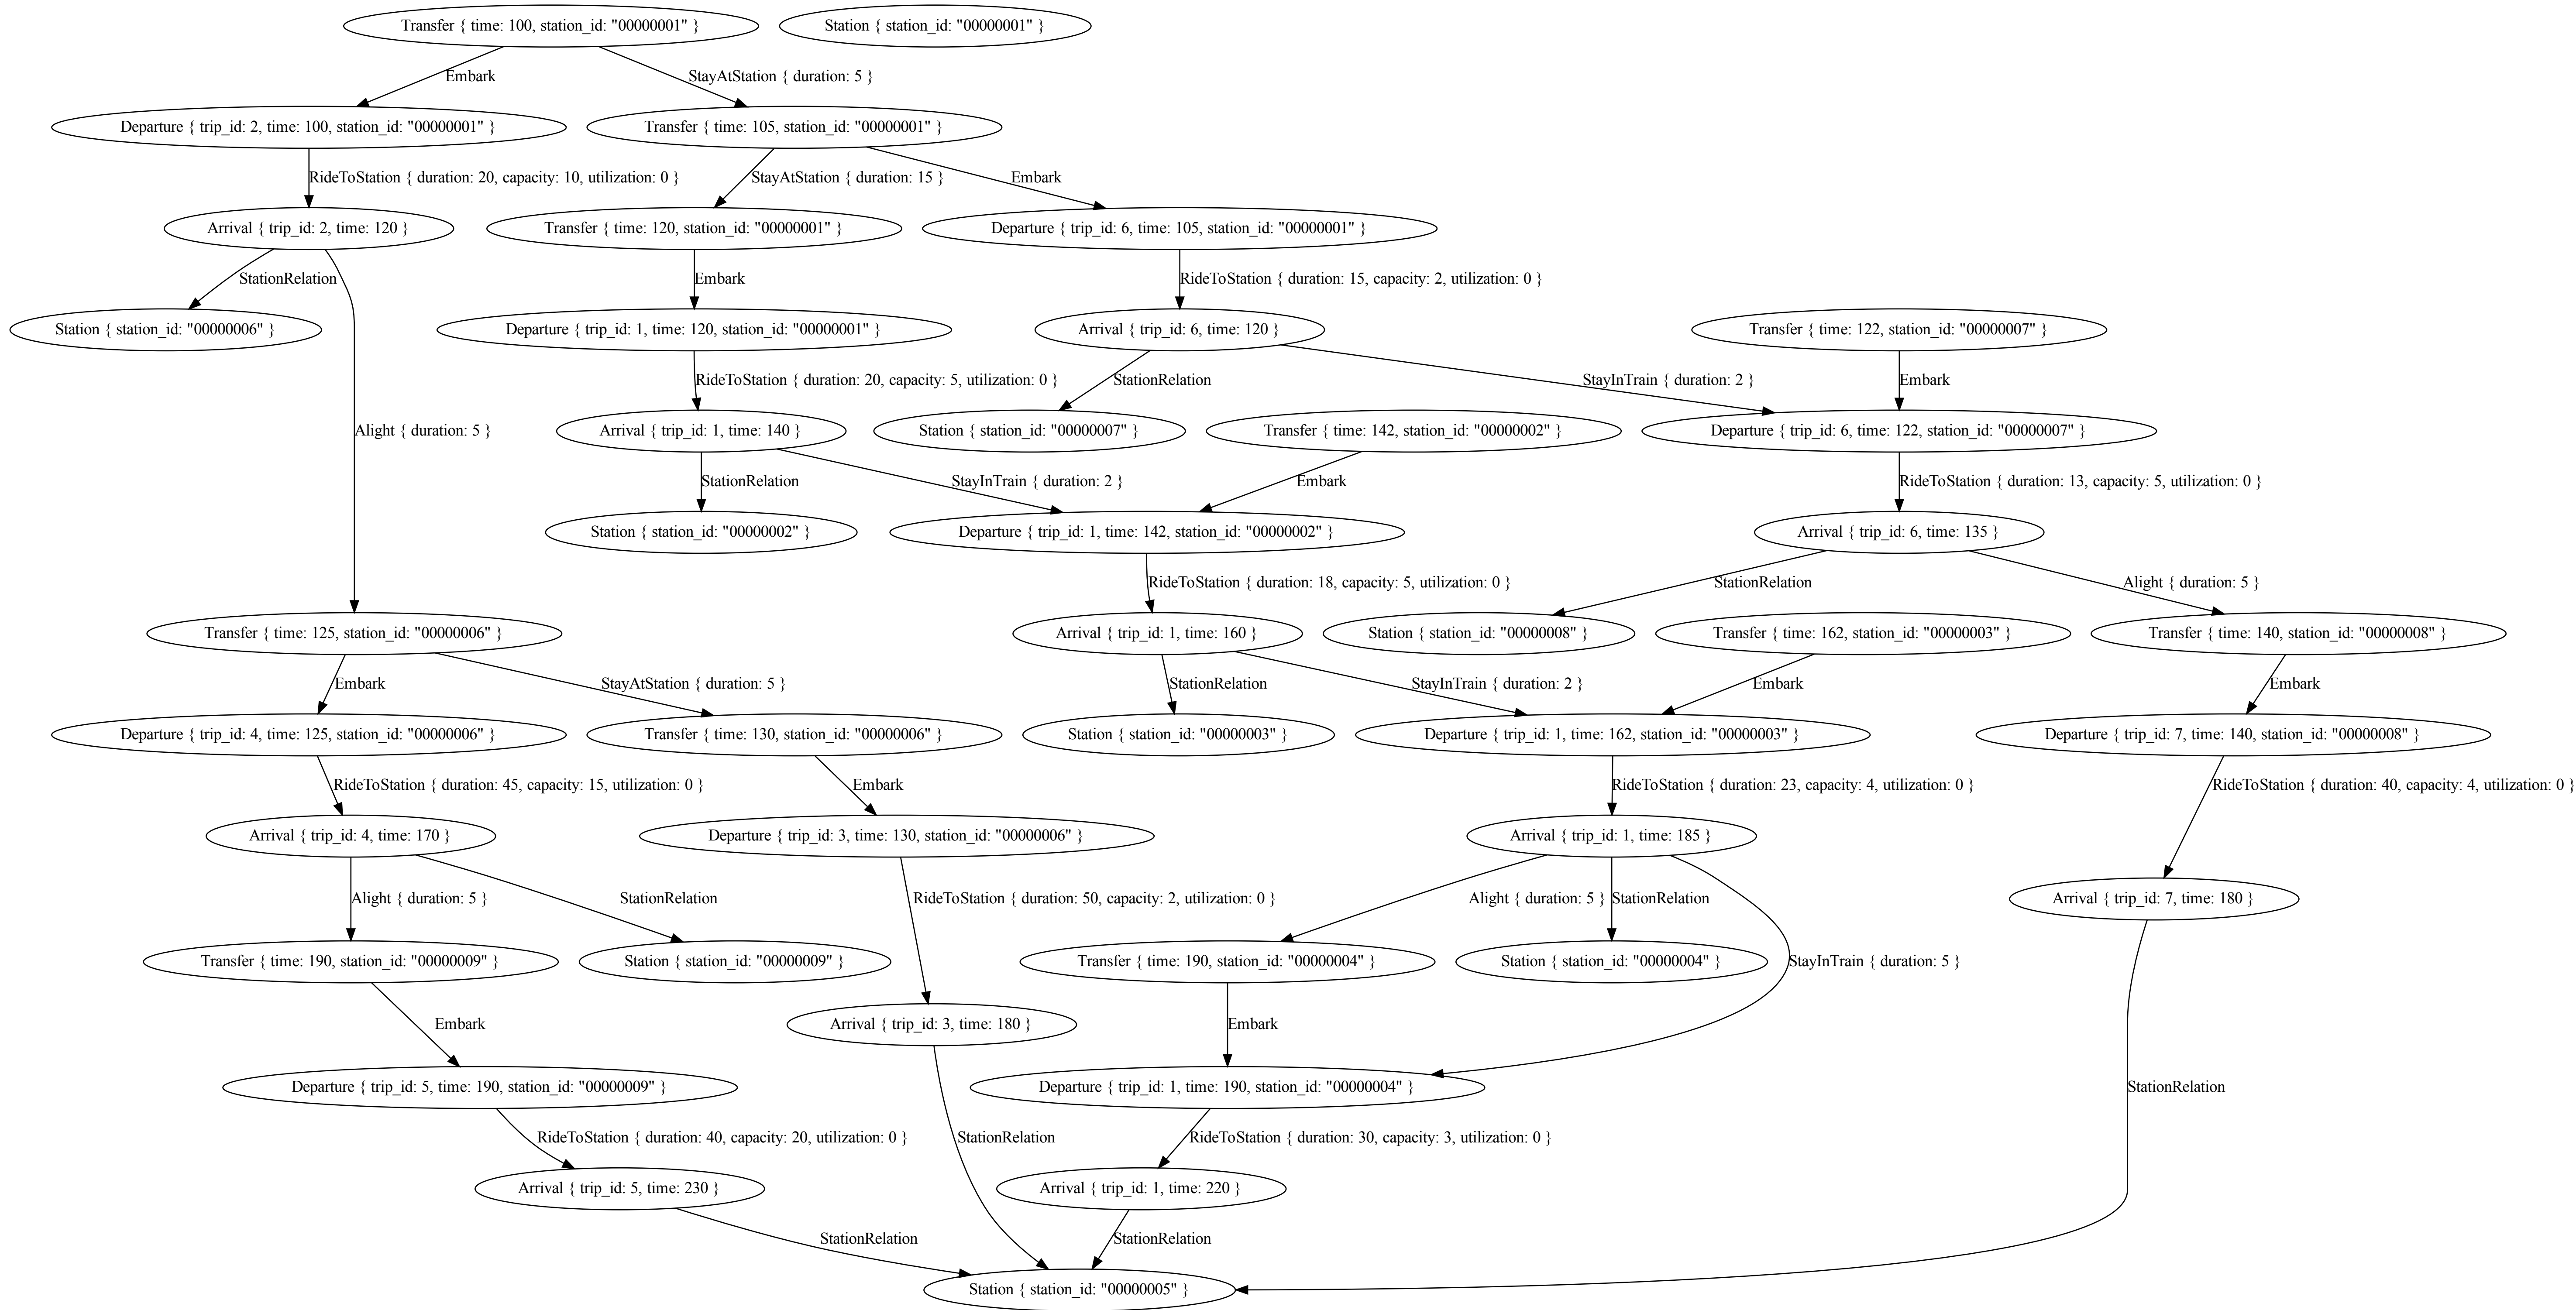 Transfer { time: 100, station_id: "00000001" }
Station { station_id: "00000001" }
Embark
StayAtStation { duration: 5 }
Departure { trip_id: 2, time: 100, station_id: "00000001" }
Transfer { time: 105, station_id: "00000001" }
RideToStation { duration: 20, capacity: 10, utilization: 0 }
StayAtStation { duration: 15 }
Embark
Arrival { trip_id: 2, time: 120 }
Transfer { time: 120, station_id: "00000001" }
Departure { trip_id: 6, time: 105, station_id: "00000001" }
StationRelation
Embark
RideToStation { duration: 15, capacity: 2, utilization: 0 }
Station { station_id: "00000006" }
Departure { trip_id: 1, time: 120, station_id: "00000001" }
Arrival { trip_id: 6, time: 120 }
Transfer { time: 122, station_id: "00000007" }
RideToStation { duration: 20, capacity: 5, utilization: 0 }
StationRelation
StayInTrain { duration: 2 }
Embark
Alight { duration: 5 }
Arrival { trip_id: 1, time: 140 }
Station { station_id: "00000007" }
Transfer { time: 142, station_id: "00000002" }
Departure { trip_id: 6, time: 122, station_id: "00000007" }
StationRelation
StayInTrain { duration: 2 }
Embark
RideToStation { duration: 13, capacity: 5, utilization: 0 }
Station { station_id: "00000002" }
Departure { trip_id: 1, time: 142, station_id: "00000002" }
Arrival { trip_id: 6, time: 135 }
RideToStation { duration: 18, capacity: 5, utilization: 0 }
StationRelation
Alight { duration: 5 }
Transfer { time: 125, station_id: "00000006" }
Arrival { trip_id: 1, time: 160 }
Station { station_id: "00000008" }
Transfer { time: 162, station_id: "00000003" }
Transfer { time: 140, station_id: "00000008" }
Embark
StayAtStation { duration: 5 }
StationRelation
StayInTrain { duration: 2 }
Embark
Embark
Departure { trip_id: 4, time: 125, station_id: "00000006" }
Transfer { time: 130, station_id: "00000006" }
Station { station_id: "00000003" }
Departure { trip_id: 1, time: 162, station_id: "00000003" }
Departure { trip_id: 7, time: 140, station_id: "00000008" }
RideToStation { duration: 45, capacity: 15, utilization: 0 }
Embark
RideToStation { duration: 23, capacity: 4, utilization: 0 }
RideToStation { duration: 40, capacity: 4, utilization: 0 }
Arrival { trip_id: 4, time: 170 }
Departure { trip_id: 3, time: 130, station_id: "00000006" }
Arrival { trip_id: 1, time: 185 }
Alight { duration: 5 }
StationRelation
RideToStation { duration: 50, capacity: 2, utilization: 0 }
Alight { duration: 5 }
StationRelation
Arrival { trip_id: 7, time: 180 }
Transfer { time: 190, station_id: "00000009" }
Station { station_id: "00000009" }
Transfer { time: 190, station_id: "00000004" }
Station { station_id: "00000004" }
StayInTrain { duration: 5 }
Embark
Arrival { trip_id: 3, time: 180 }
Embark
Departure { trip_id: 5, time: 190, station_id: "00000009" }
Departure { trip_id: 1, time: 190, station_id: "00000004" }
StationRelation
RideToStation { duration: 40, capacity: 20, utilization: 0 }
StationRelation
RideToStation { duration: 30, capacity: 3, utilization: 0 }
Arrival { trip_id: 5, time: 230 }
Arrival { trip_id: 1, time: 220 }
StationRelation
StationRelation
Station { station_id: "00000005" }